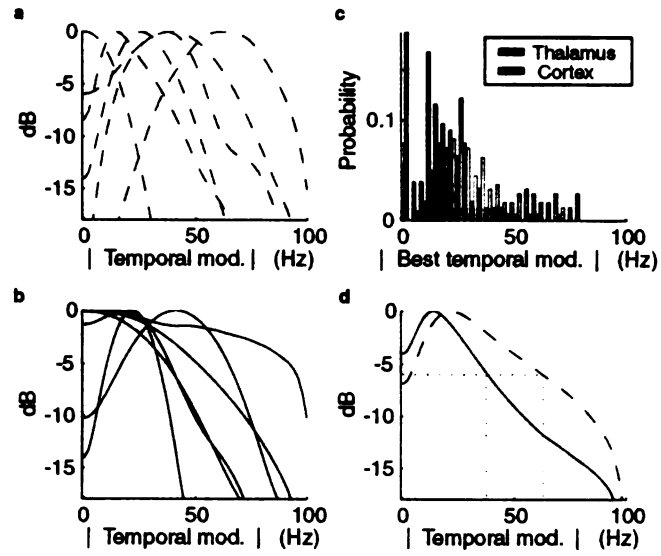 a
0
-5
-10
-15
dB
0 50 100
| Temporal mod. | (Hz)
c
Thalamus
Cortex
Probability
0.1
0
0 50 100
| Best temporal mod. | (Hz)
b
0
-5
-10
-15
dB
0 50 100
| Temporal mod. | (Hz)
d
0
-5
-10
-15
dB
0 50 100
| Temporal mod. | (Hz)